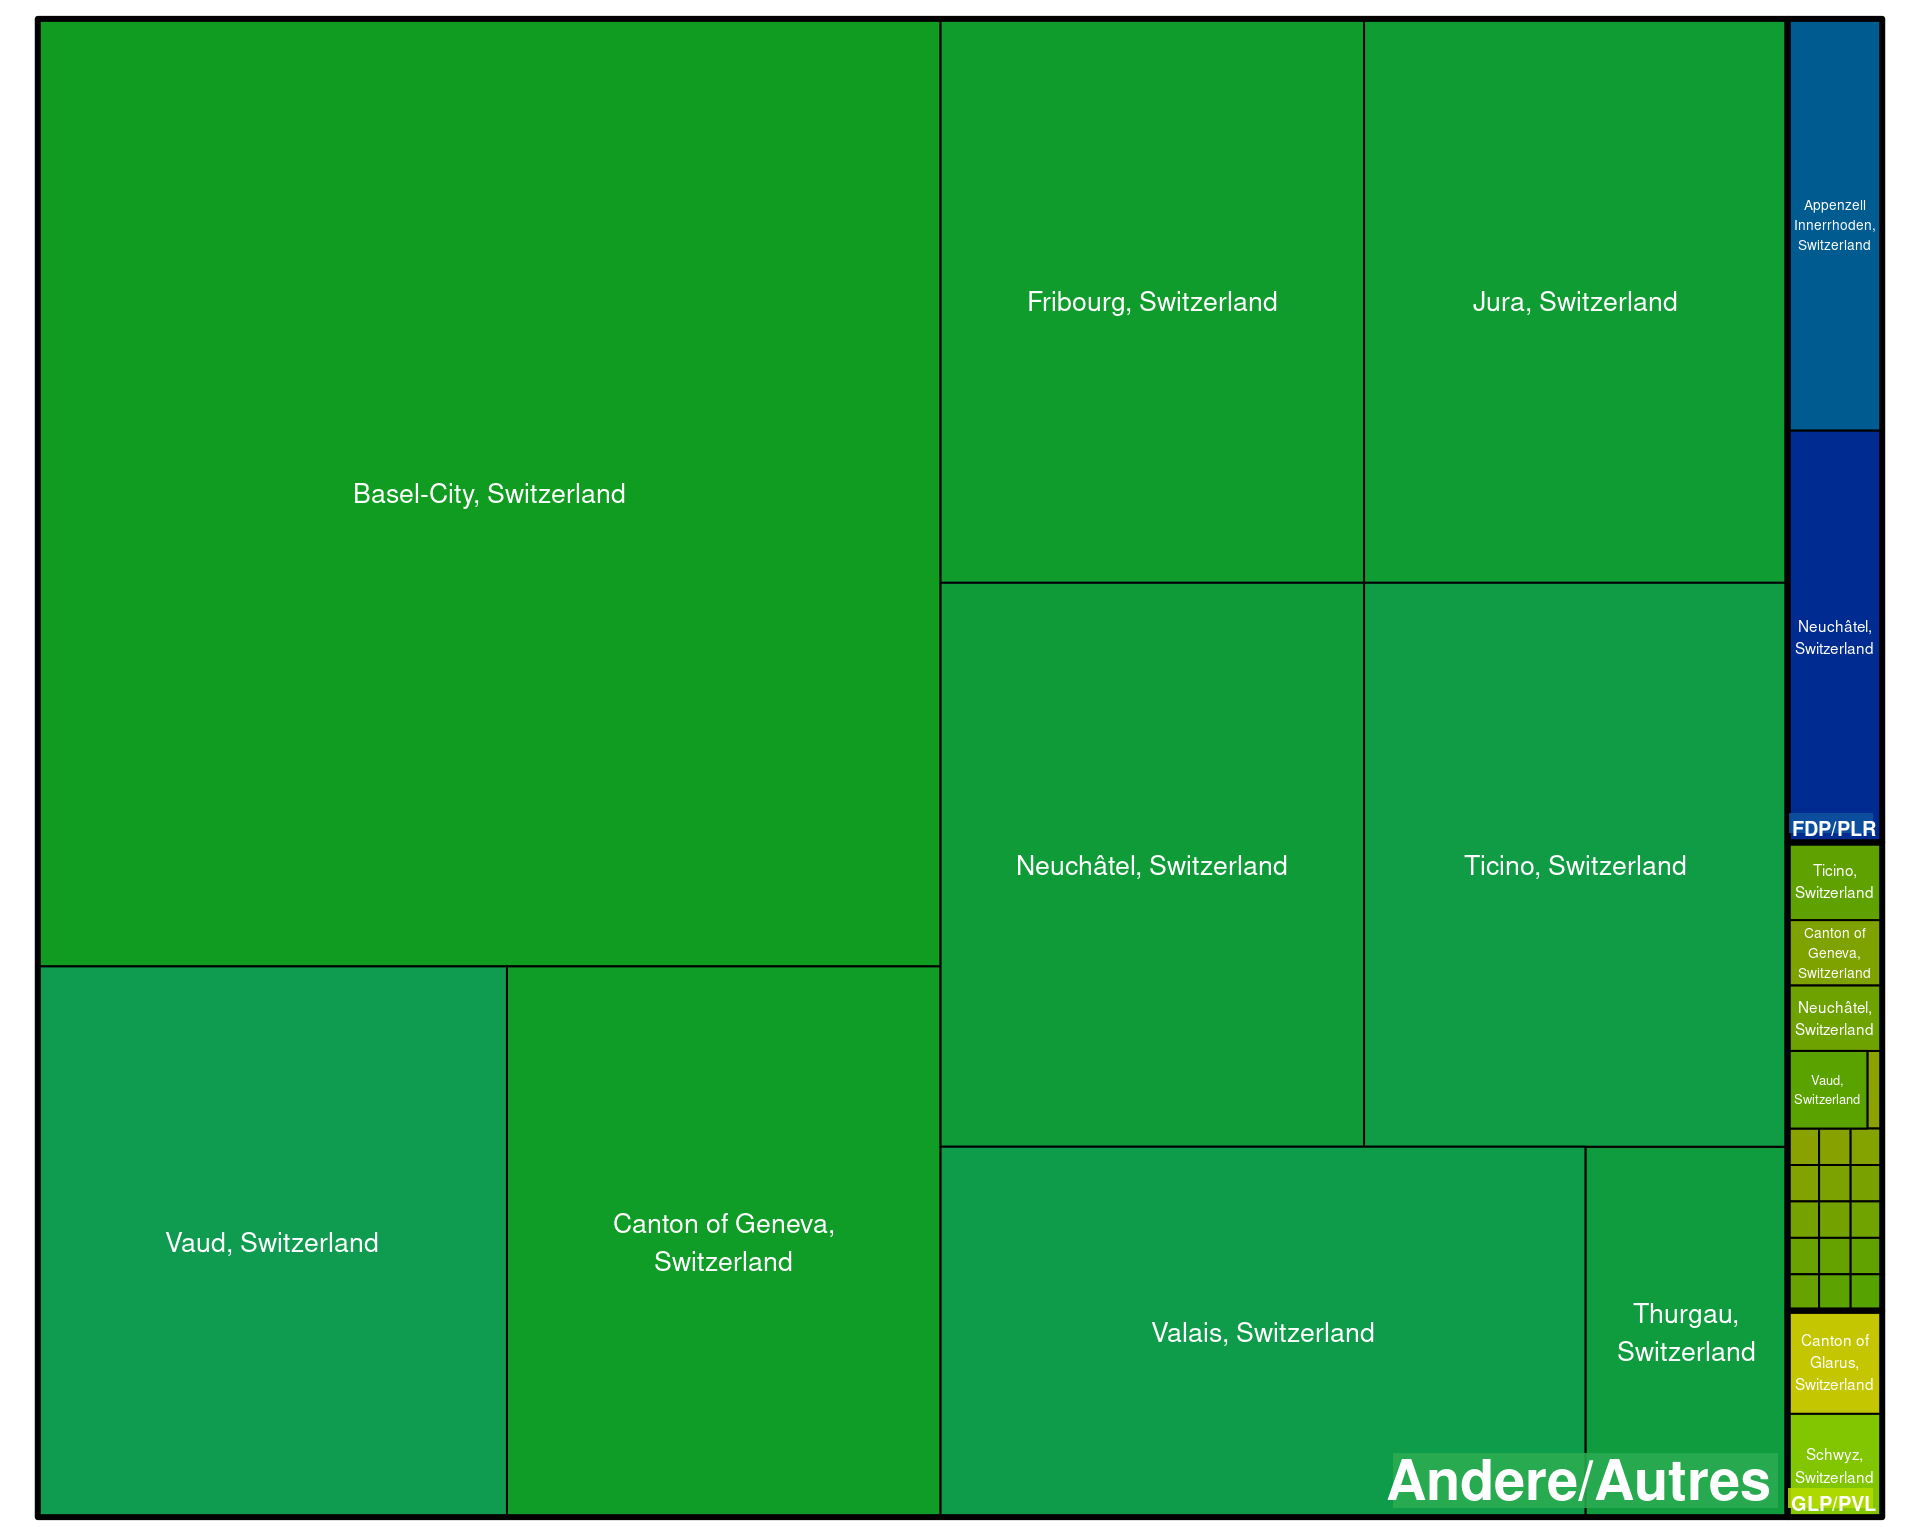 Basel-City, Switzerland
Fribourg, Switzerland
Jura, Switzerland
Neuchâtel, Switzerland
Ticino, Switzerland
Vaud, Switzerland
Canton of Geneva,
Switzerland
Valais, Switzerland
Thurgau,
Switzerland
Andere/Autres
Appenzell
Innerrhoden,
Switzerland
Neuchâtel,
Switzerland
FDP/PLR
Ticino,
Switzerland
Canton of
Geneva,
Switzerland
Neuchâtel,
Switzerland
Vaud,
Switzerland
Canton of
Glarus,
Switzerland
Schwyz,
Switzerland
GLP/PVL